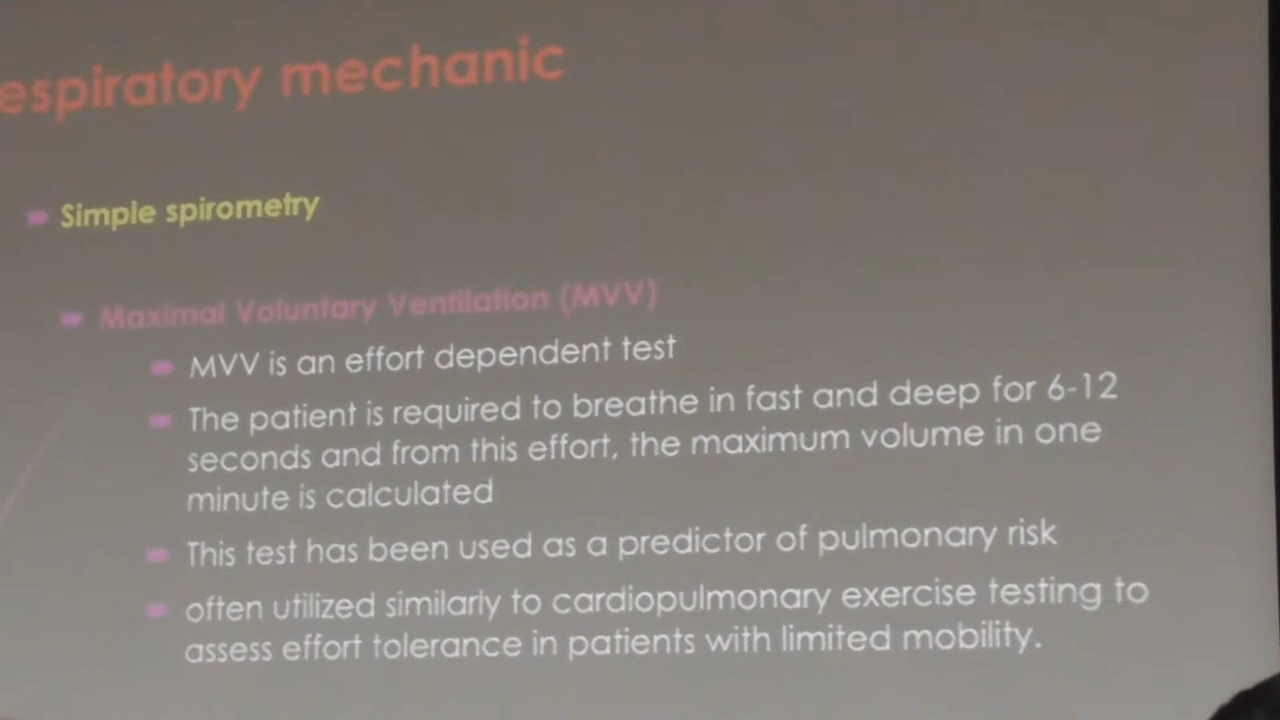 espiratory mechanic
Simple spirometry
Maximal Voluntary Ventilation (MVV)
MVV is an effort dependent test
The patient is required to breathe in fast and deep for 6-12
seconds and from this effort, the maximum volume in one
minute is calculated
This test has been used as a predictor of pulmonary risk
often utilized similarly to cardiopulmonary exercise testing to
assess effort tolerance in patients with limited mobility.